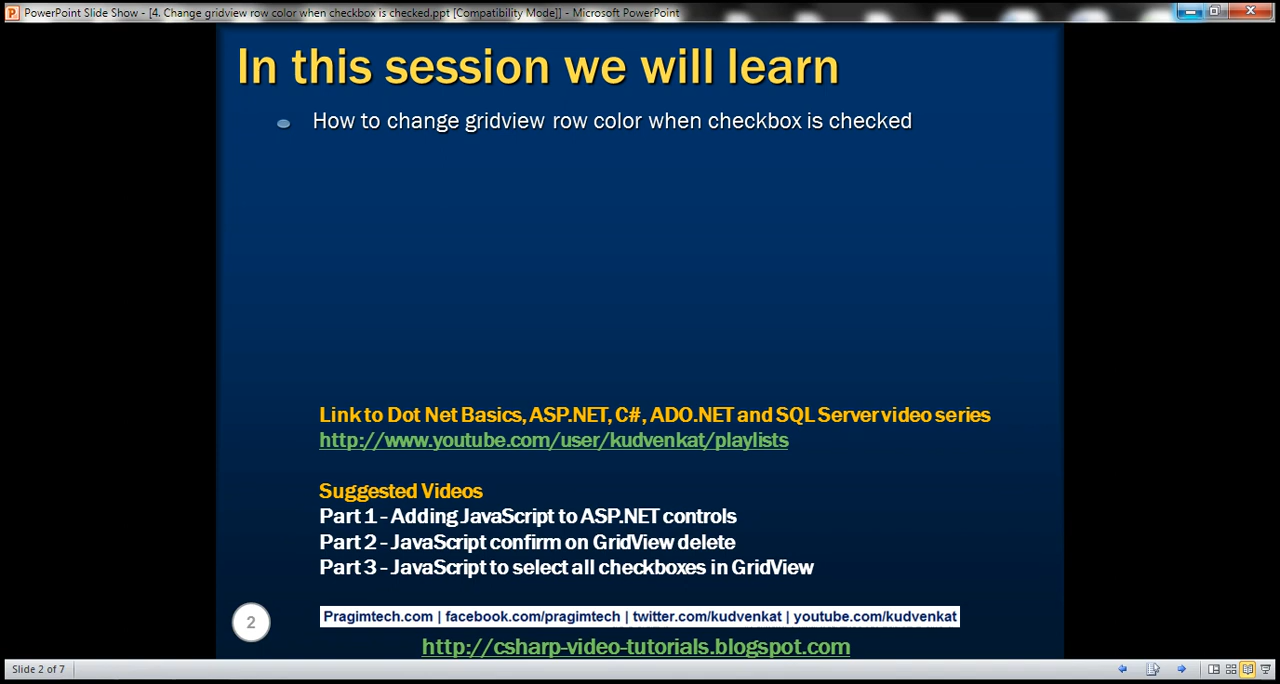 PowerPoint Slide Show - [4. Change gridview row color when checkbox is checked.ppt [Compatibility Mode]] - Microsoft PowerPoint
In this session we will learn
How to change gridview row color when checkbox is checked
Link to Dot Net Basics, ASP.NET, C#, ADO.NET and SQL Server video series
http://www.youtube.com/user/kudvenkat/playlists
Suggested Videos
Part 1 - Adding JavaScript to ASP.NET controls
Part 2 - JavaScript confirm on GridView delete
Part 3 - JavaScript to select all checkboxes in GridView
2
Pragimtech.com | facebook.com/pragimtech | twitter.com/kudvenkat | youtube.com/kudvenkat
http://csharp-video-tutorials.blogspot.com
Slide 2 of 7